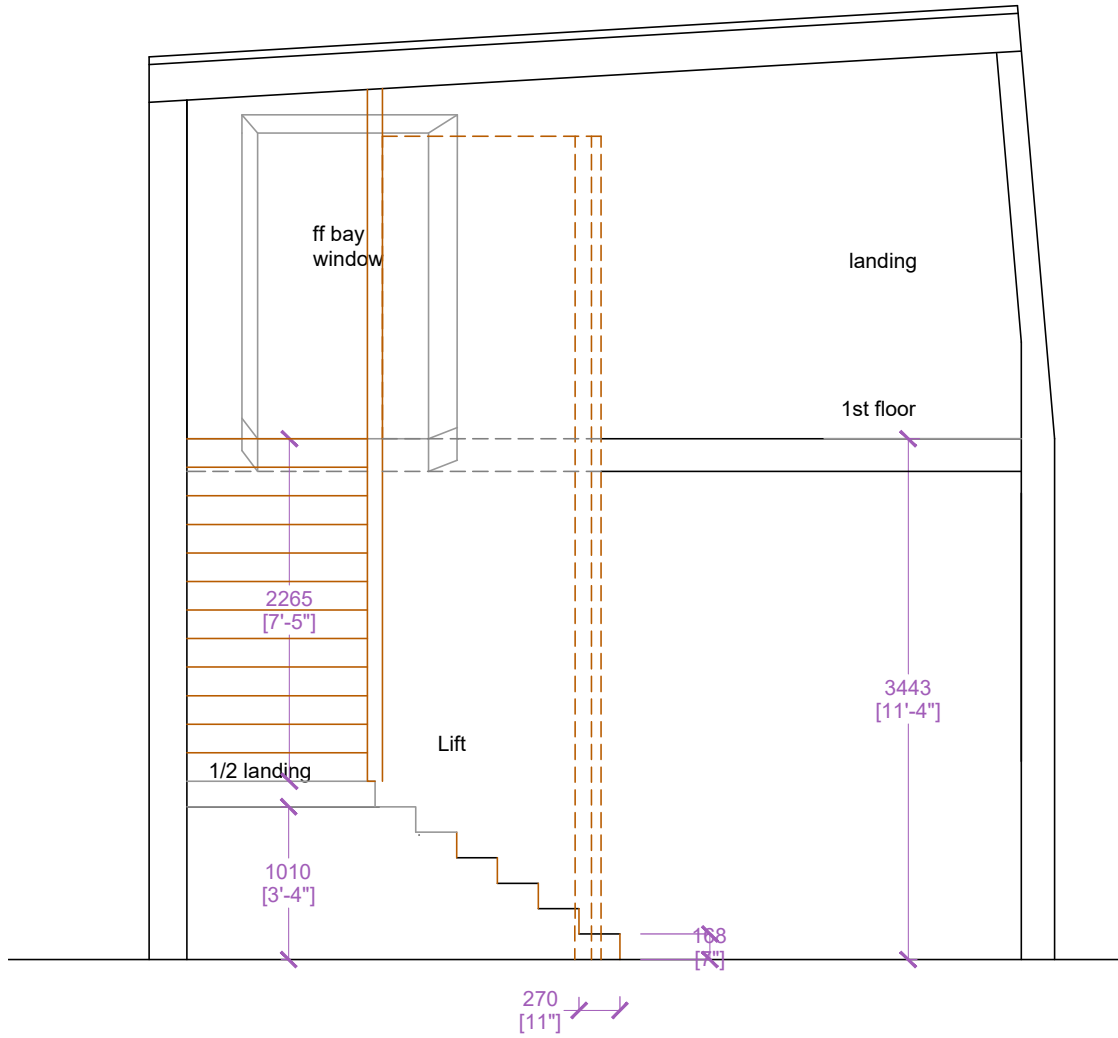 ff bay
window
landing
1st floor
2265
[7'-5"]
3443
[11'-4"]
Lift
1/2 landing
1010
[3'-4"]
168
[7"]
270
[11"]